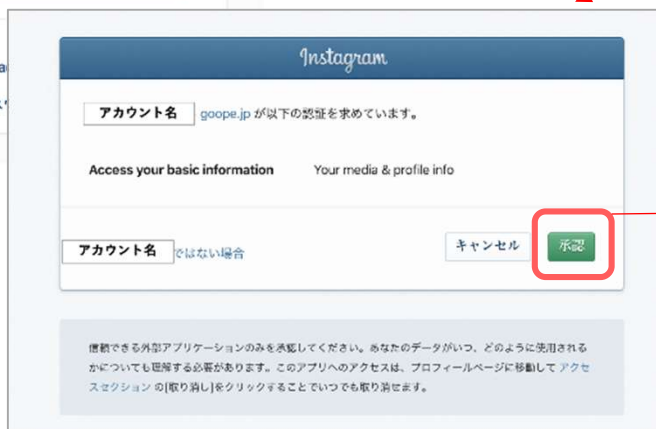 Instagram
アカウント名 goope.jp が以下の認証を求めています。
Access your basic information Your media & profile info
アカウント名 ではない場合 キャンセル 承認
信頼できる外部アプリケーションのみを承認してください。あなたのデータがいつ、どのように使用される
かについても理解する必要があります。このアプリへのアクセスは、プロフィールページに移動して アクセ
スセクション の[取り消し]をクリックすることでいつでも取り消せます。